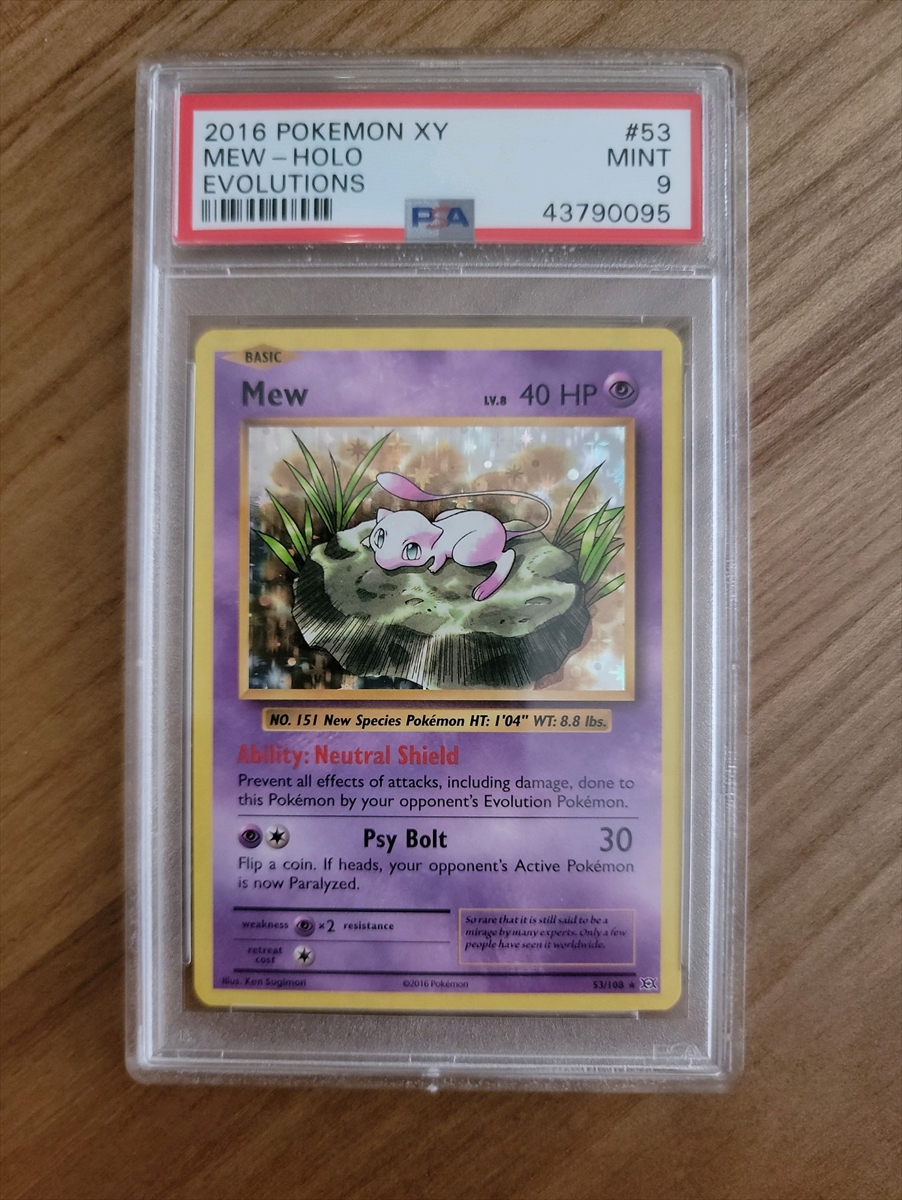 2016 POKEMON XY #53
MEW - HOLO MINT
EVOLUTIONS 9
PSA 43790095
BASIC
Mew LV.8 40 HP
NO. 151 New Species Pokémon HT: 1'04" WT: 8.8 lbs.
Ability: Neutral Shield
Prevent all effects of attacks, including damage, done to
this Pokémon by your opponent's Evolution Pokémon.
Psy Bolt 30
Flip a coin. If heads, your opponent's Active Pokémon
is now Paralyzed.
weakness ×2 resistance
retreat
cost
So rare that it is still said to be a
mirage by many experts. Only a few
people have seen it worldwide.
Illus. Ken Sugimori ©2016 Pokémon 53/108 ★ XY
PSA